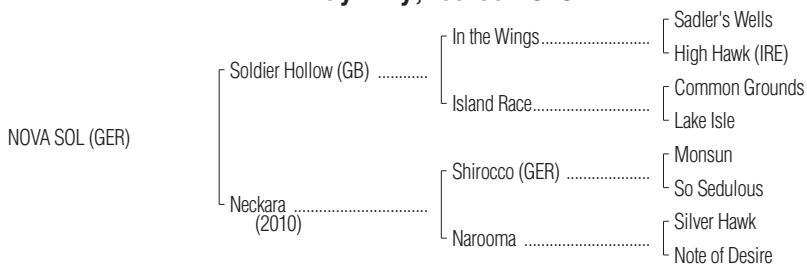 NOVA SOL (GER)
Soldier Hollow (GB) ............
Neckara ................................
(2010)
In the Wings..........................
Island Race............................
Shirocco (GER) ....................
Narooma ..............................
Sadler's Wells
High Hawk (IRE)
Common Grounds
Lake Isle
Monsun
So Sedulous
Silver Hawk
Note of Desire